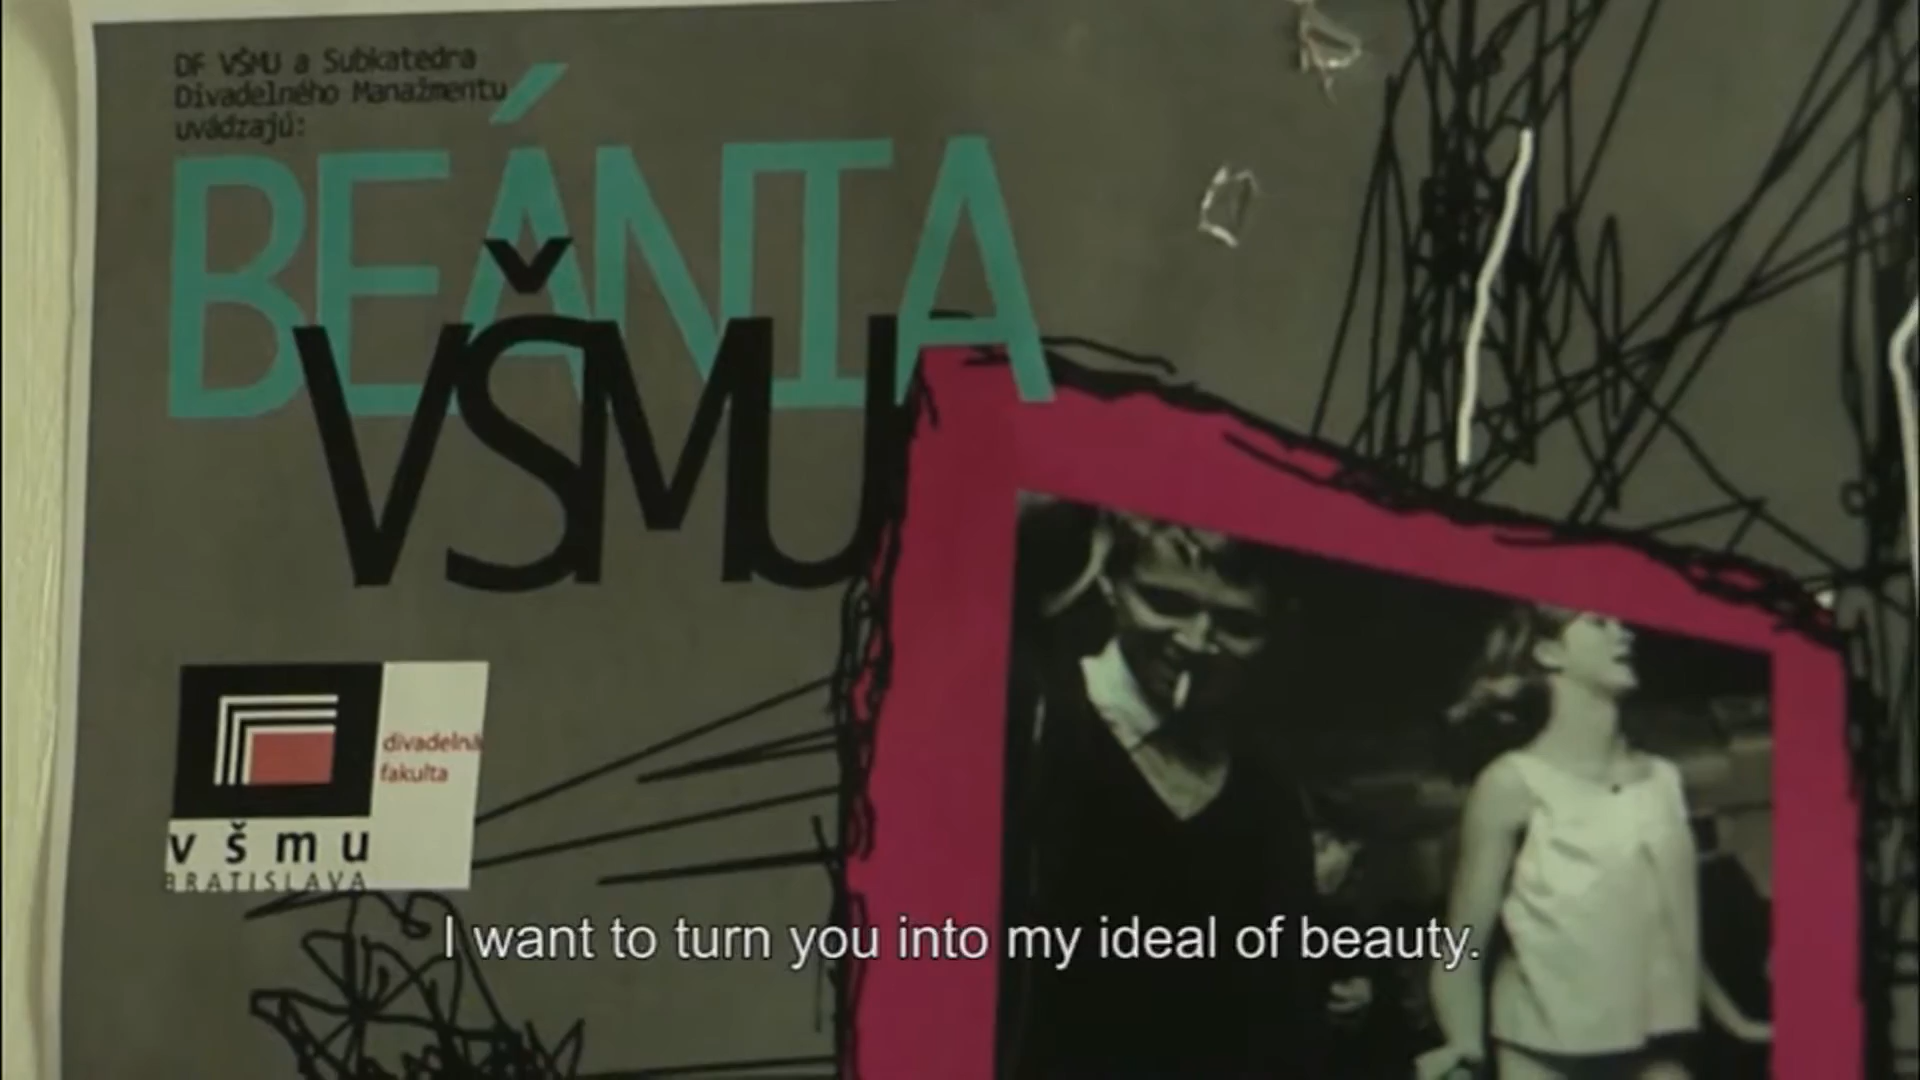 DF VŠMU a Subkatedra
Divadelného Manažmentu
uvádzajú:
BEÁNIA
VŠMU
divadelná
fakulta
všmu
BRATISLAVA
I want to turn you into my ideal of beauty.